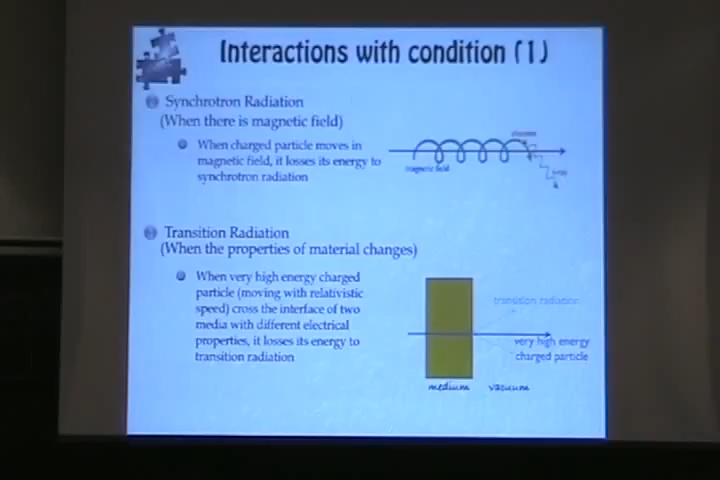 Interactions with condition (1)
Synchrotron Radiation
(When there is magnetic field)
When charged particle moves in
magnetic field, it losses its energy to
synchrotron radiation
magnetic field
Transition Radiation
(When the properties of material changes)
When very high energy charged
particle (moving with relativistic
speed) cross the interface of two
media with different electrical
properties, it losses its energy to
transition radiation
transition radiation
very high energy
charged particle
medium
vacuum